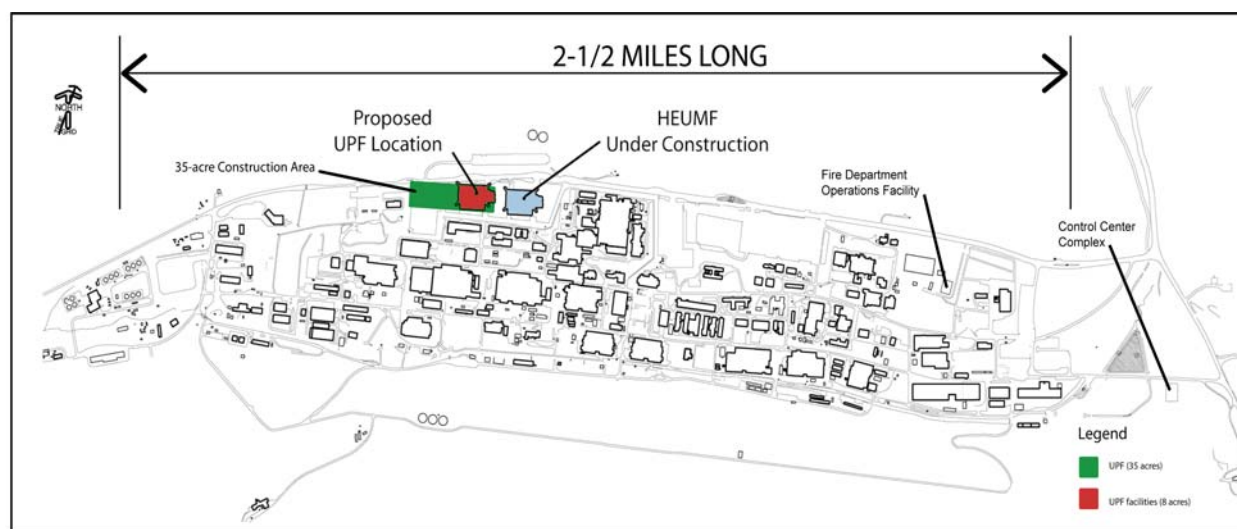 2-1/2 MILES LONG
NORTH
GRID
Proposed
UPF Location
HEUMF
Under Construction
35-acre Construction Area
Fire Department
Operations Facility
Control Center
Complex
Legend
UPF (35 acres)
UPF facilities (8 acres)